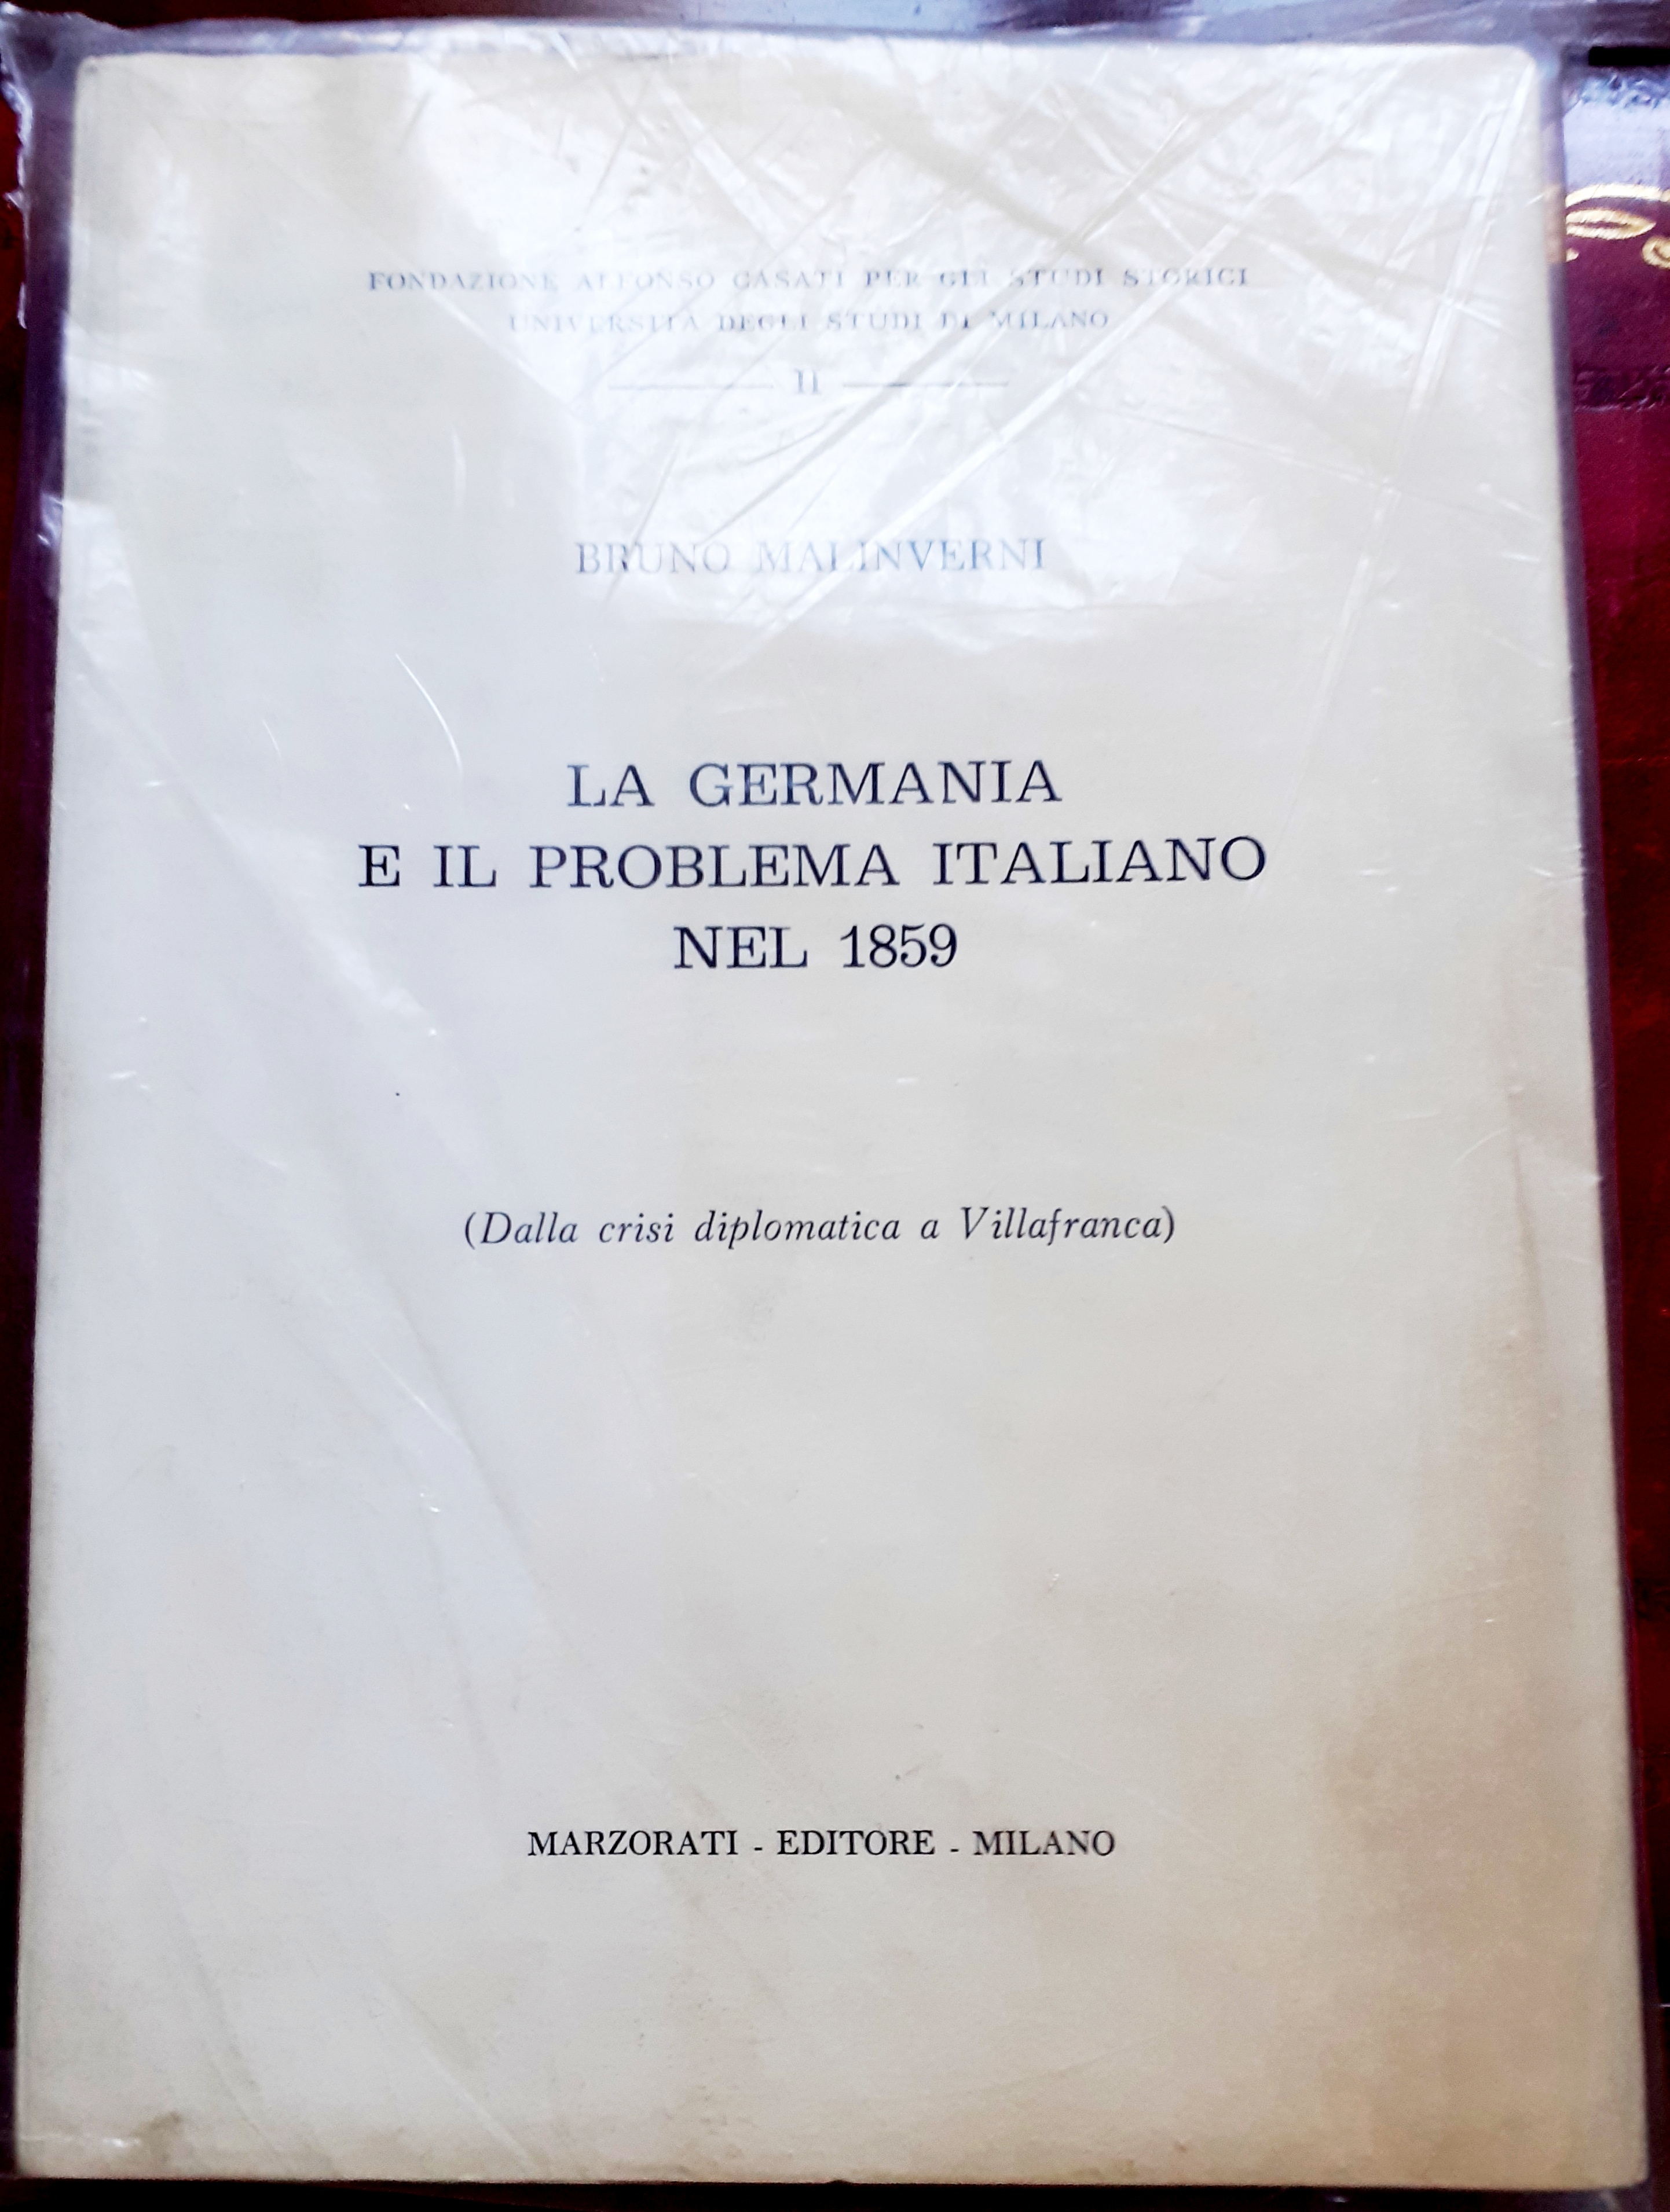 FONDAZIONE ALFONSO CASATI PER GLI STUDI STORICI
UNIVERSITÀ DEGLI STUDI DI MILANO
II
BRUNO MALINVERNI
LA GERMANIA
E IL PROBLEMA ITALIANO
NEL 1859
(Dalla crisi diplomatica a Villafranca)
MARZORATI - EDITORE - MILANO